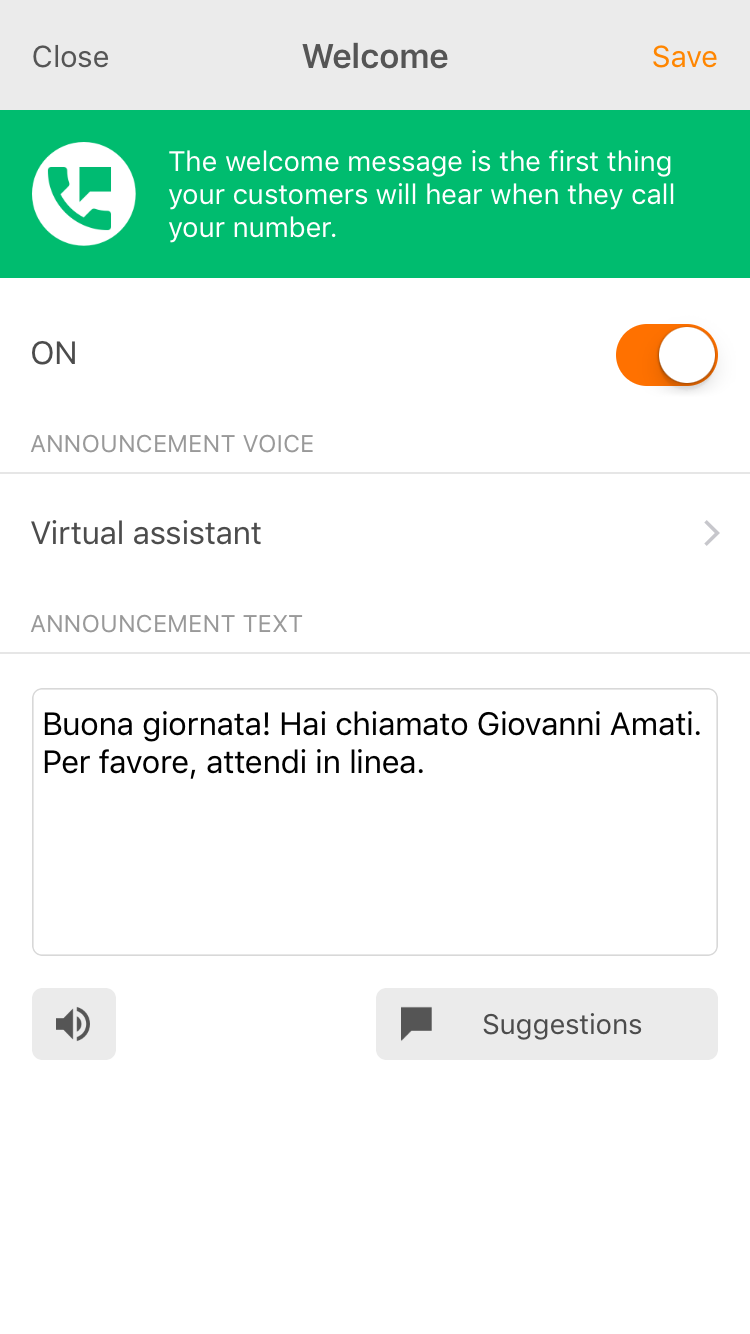 Close
Welcome
Save
The welcome message is the first thing
your customers will hear when they call
your number.
ON
ANNOUNCEMENT VOICE
Virtual assistant
ANNOUNCEMENT TEXT
Buona giornata! Hai chiamato Giovanni Amati.
Per favore, attendi in linea.
Suggestions